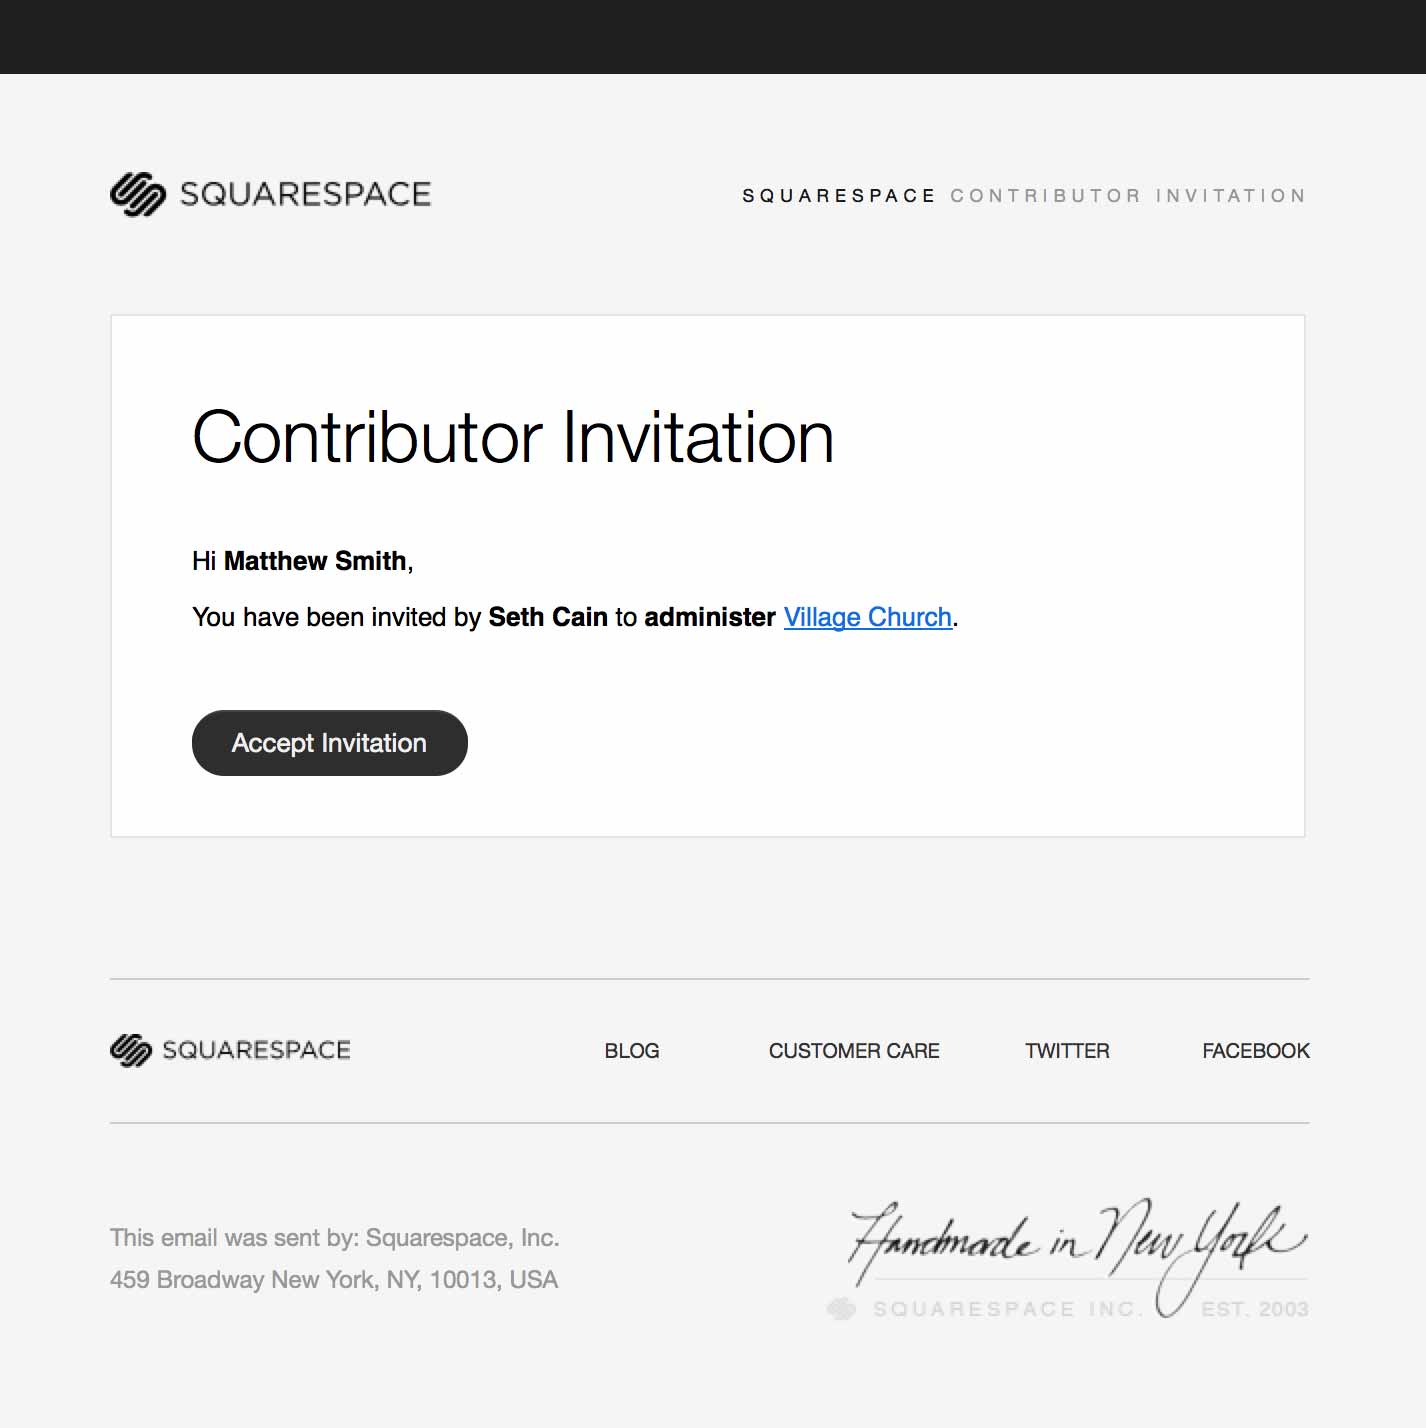 SQUARESPACE
SQUARESPACE CONTRIBUTOR INVITATION
Contributor Invitation
Hi Matthew Smith,
You have been invited by Seth Cain to administer Village Church.
Accept Invitation
SQUARESPACE
BLOG
CUSTOMER CARE
TWITTER
FACEBOOK
This email was sent by: Squarespace, Inc.
459 Broadway New York, NY, 10013, USA
Handmade in New York
SQUARESPACE INC. EST. 2003